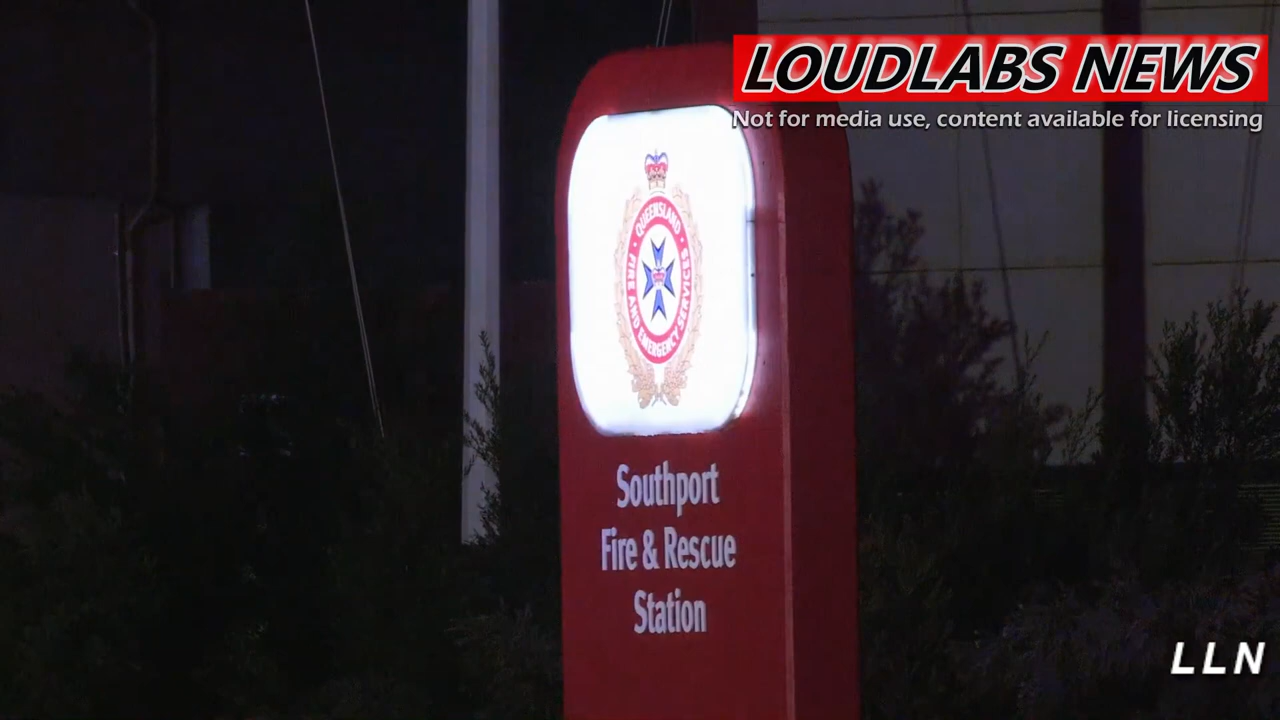 LOUDLABS NEWS
Not for media use, content available for licensing
QUEENSLAND
FIRE AND EMERGENCY SERVICES
Southport
Fire & Rescue
Station
LLN